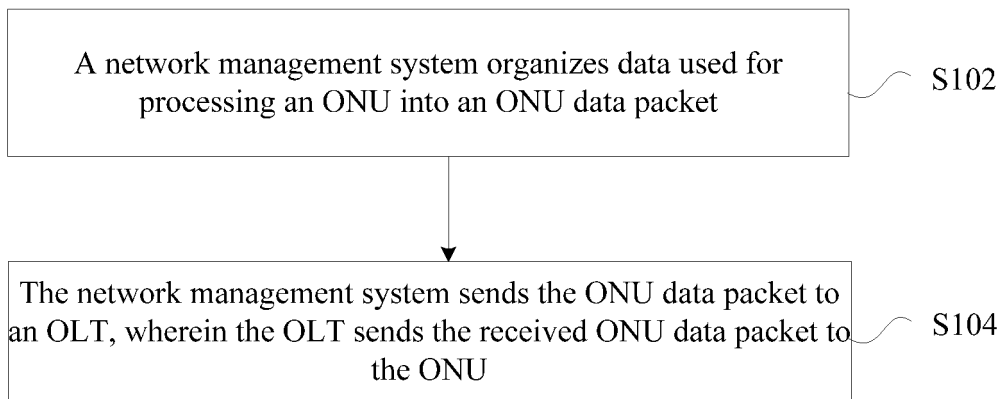 A network management system organizes data used for
processing an ONU into an ONU data packet
S102
The network management system sends the ONU data packet to
an OLT, wherein the OLT sends the received ONU data packet to
the ONU
S104